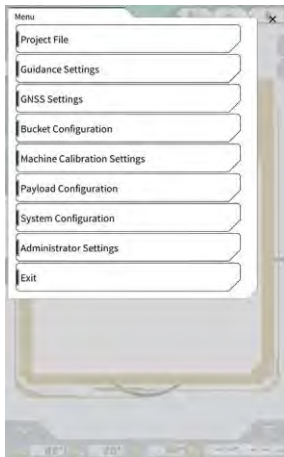 Menu
Project File
Guidance Settings
GNSS Settings
Bucket Configuration
Machine Calibration Settings
Payload Configuration
System Configuration
Administrator Settings
Exit